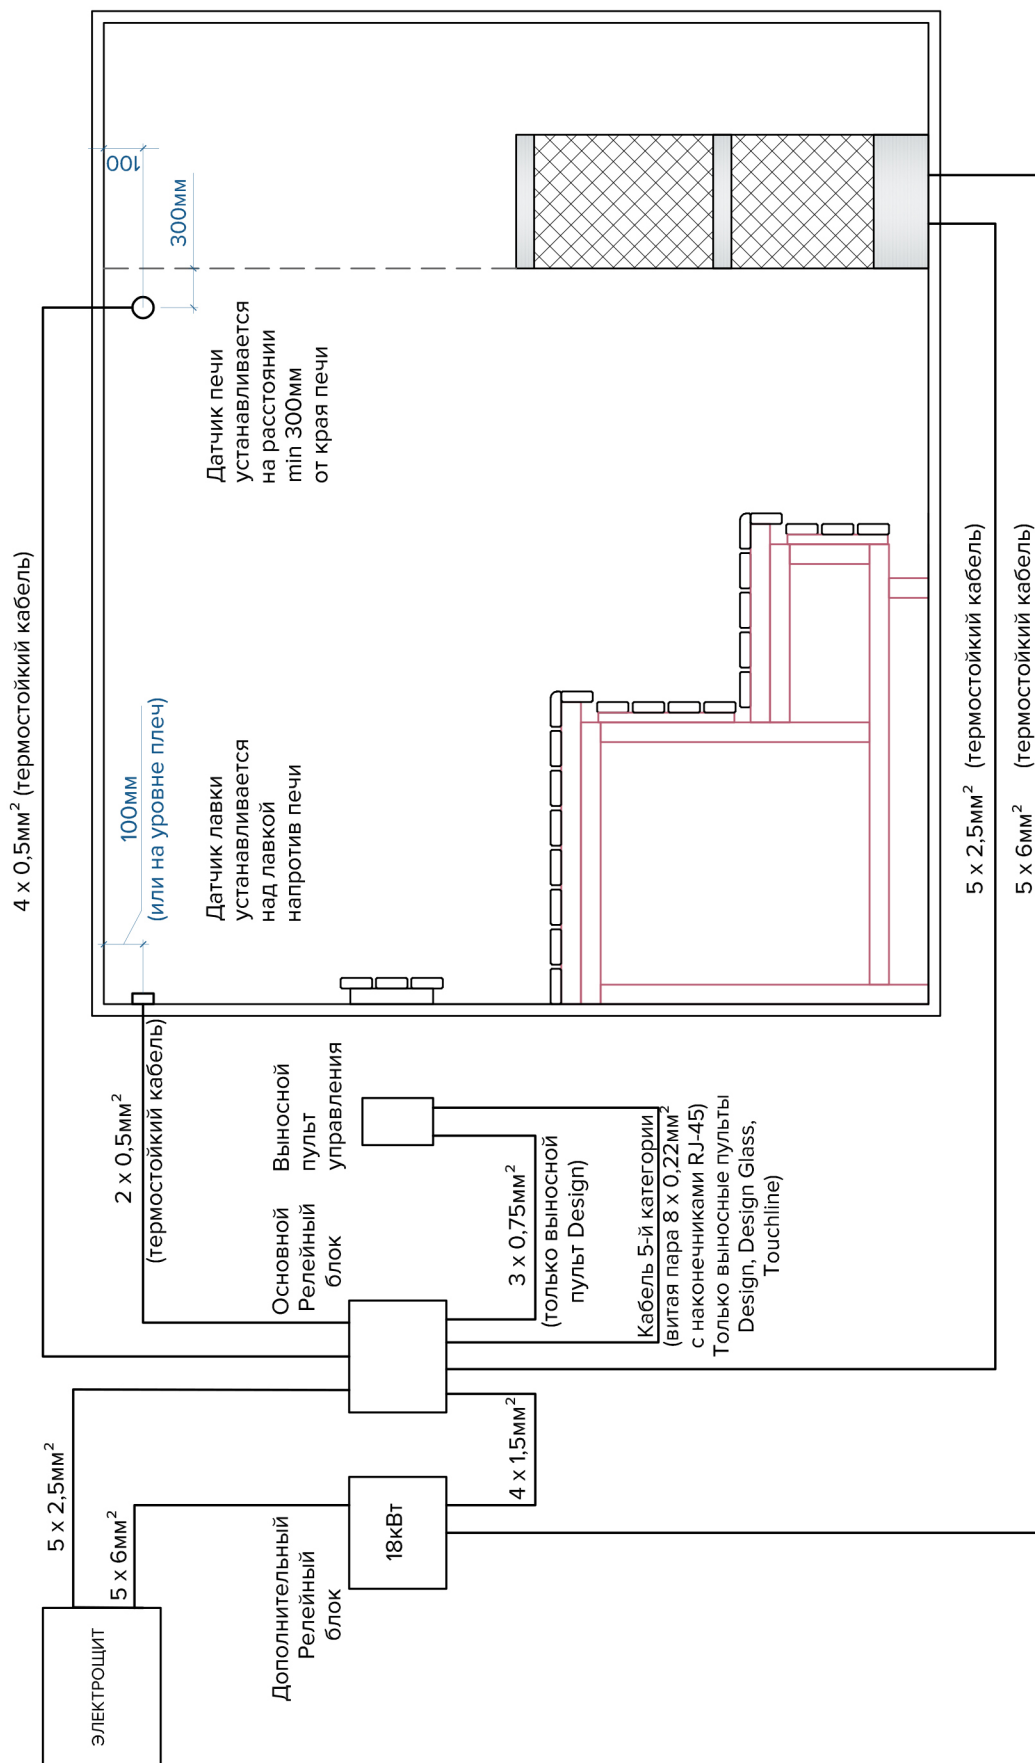 ЭЛЕКТРОЩИТ
5 x 2,5мм²
5 x 6мм²
Дополнительный
Релейный
блок
18кВт
4 x 1,5мм²
Основной
Релейный
блок
Выносной
пульт
управления
2 x 0,5мм²
(термостойкий кабель)
4 x 0,5мм² (термостойкий кабель)
3 x 0,75мм²
(только выносной
пульт Design)
Кабель 5-й категории
(витая пара 8 x 0,22мм²
с наконечниками RJ-45)
Только выносные пульты
Design, Design Glass,
Touchline)
100мм
(или на уровне плеч)
Датчик лавки
устанавливается
над лавкой
напротив печи
Датчик печи
устанавливается
на расстоянии
min 300мм
от края печи
300мм
100
5 x 2,5мм² (термостойкий кабель)
5 x 6мм² (термостойкий кабель)